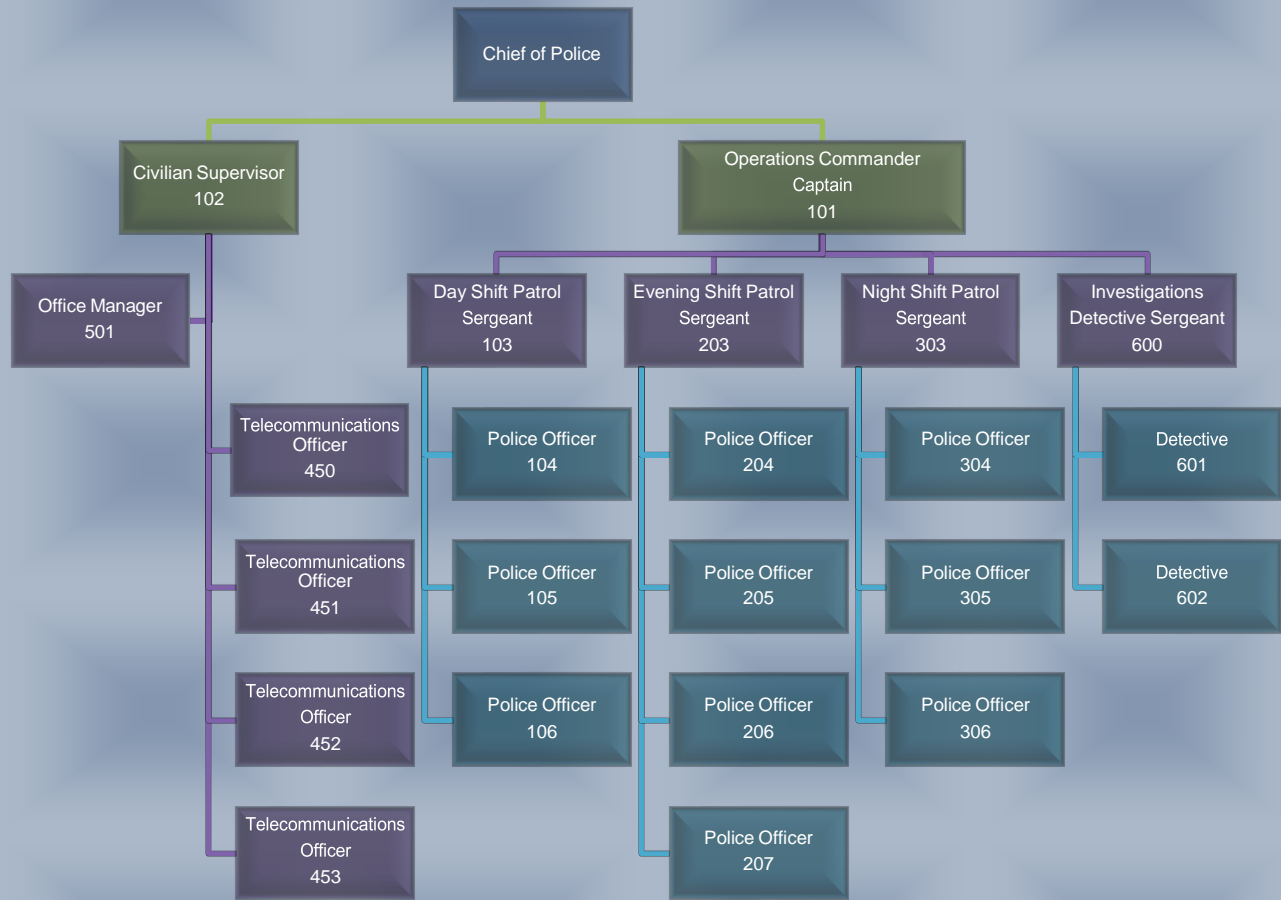 Chief of Police
Civilian Supervisor
102
Operations Commander
Captain
101
Office Manager
501
Day Shift Patrol
Sergeant
103
Evening Shift Patrol
Sergeant
203
Night Shift Patrol
Sergeant
303
Investigations
Detective Sergeant
600
Telecommunications
Officer
450
Police Officer
104
Police Officer
204
Police Officer
304
Detective
601
Telecommunications
Officer
451
Police Officer
105
Police Officer
205
Police Officer
305
Detective
602
Telecommunications
Officer
452
Police Officer
106
Police Officer
206
Police Officer
306
Telecommunications
Officer
453
Police Officer
207